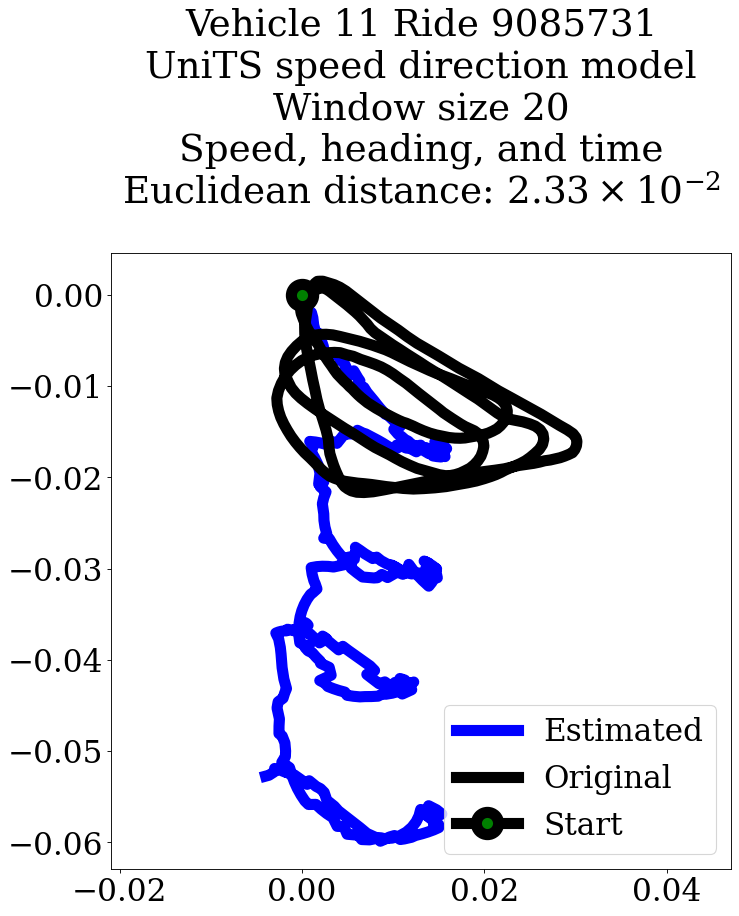 Vehicle 11 Ride 9085731
UniTS speed direction model
Window size 20
Speed, heading, and time
Euclidean distance: 2.33 × 10⁻²
0.00
−0.01
−0.02
−0.03
−0.04
−0.05
−0.06
−0.02
0.00
0.02
0.04
Estimated
Original
Start